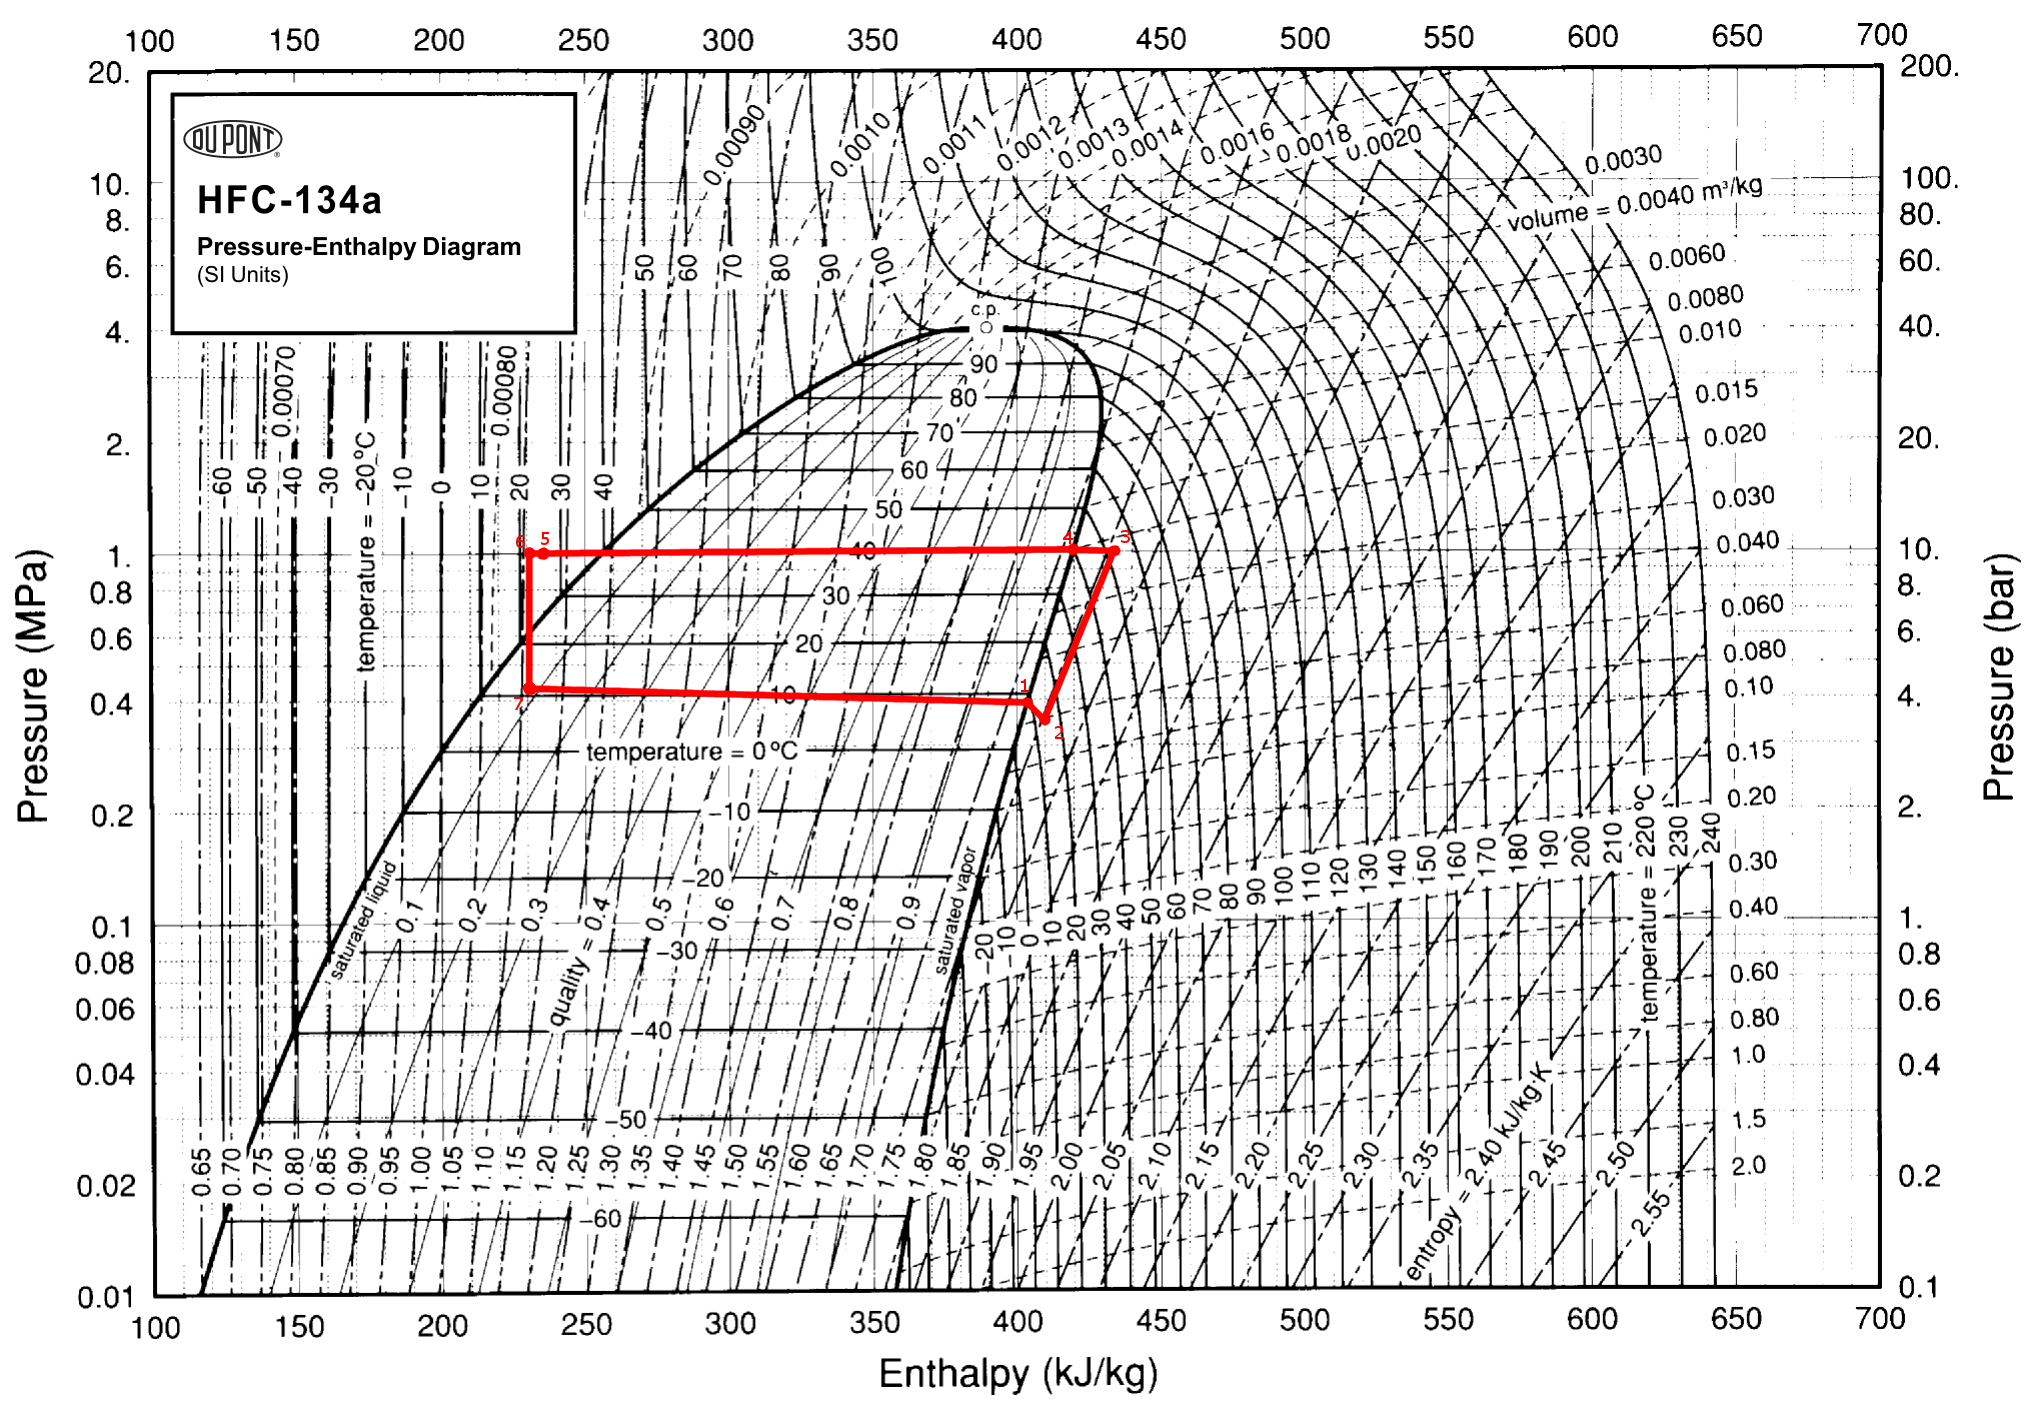 100 150 200 250 300 350 400 450 500 550 600 650 700
20. 200.
DU PONT
®
HFC-134a
Pressure-Enthalpy Diagram
(SI Units)
10. 100.
8. 80.
6. 60.
4. 40.
2. 20.
1. 10.
0.8 8.
0.6 6.
0.4 4.
0.2 2.
0.1 1.
0.08 0.8
0.06 0.6
0.04 0.4
0.02 0.2
0.01 0.1
Pressure (MPa)
Pressure (bar)
0.00090 0.0010 0.0011 0.0012 0.0013 0.0014 0.0016 0.0018 0.0020 0.0030
volume = 0.0040 m³/kg
0.0060
0.0080
0.010
0.015
0.020
0.030
0.040
0.060
0.080
0.10
0.15
0.20
0.30
0.40
0.60
0.80
1.0
1.5
2.0
50 60 70 80 90 100
c.p.
90
80
70
60
50
40
30
20
10
temperature = 0 ºC
−10
−20
−30
−40
−50
−60
0.00070 0.00080
−60 −50 −40 −30 temperature = −20 ºC −10 0 10 20 30 40
6 5 4 3
7 1 2
saturated liquid
saturated vapor
0.1 0.2 0.3 quality = 0.4 0.5 0.6 0.7 0.8 0.9
−20 −10 0 10 20 30 40 50 60 70 80 90 100 110 120 130 140 150 160 170 180 190 200 210 temperature = 220 ºC 230 240
0.65 0.70 0.75 0.80 0.85 0.90 0.95 1.00 1.05 1.10 1.15 1.20 1.25 1.30 1.35 1.40 1.45 1.50 1.55 1.60 1.65 1.70 1.75 1.80 1.85 1.90 1.95 2.00 2.05 2.10 2.15 2.20 2.25 2.30 2.35 entropy = 2.40 kJ/kg·K 2.45 2.50 2.55
100 150 200 250 300 350 400 450 500 550 600 650 700
Enthalpy (kJ/kg)